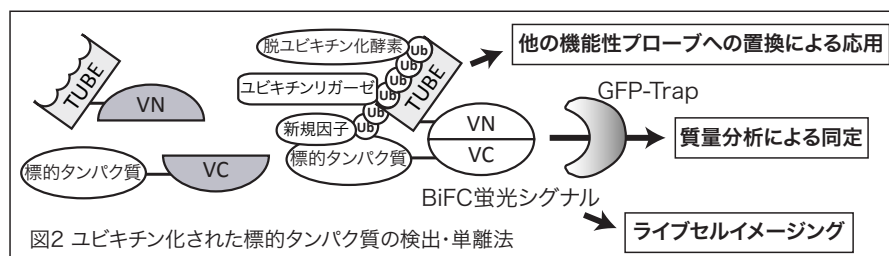 TUBE
VN
標的タンパク質
VC
脱ユビキチン化酵素
ユビキチンリガーゼ
新規因子
標的タンパク質
Ub
Ub
Ub
Ub
Ub
Ub
TUBE
VN
VC
BiFC蛍光シグナル
GFP-Trap
他の機能性プローブへの置換による応用
質量分析による同定
ライブセルイメージング
図2 ユビキチン化された標的タンパク質の検出・単離法